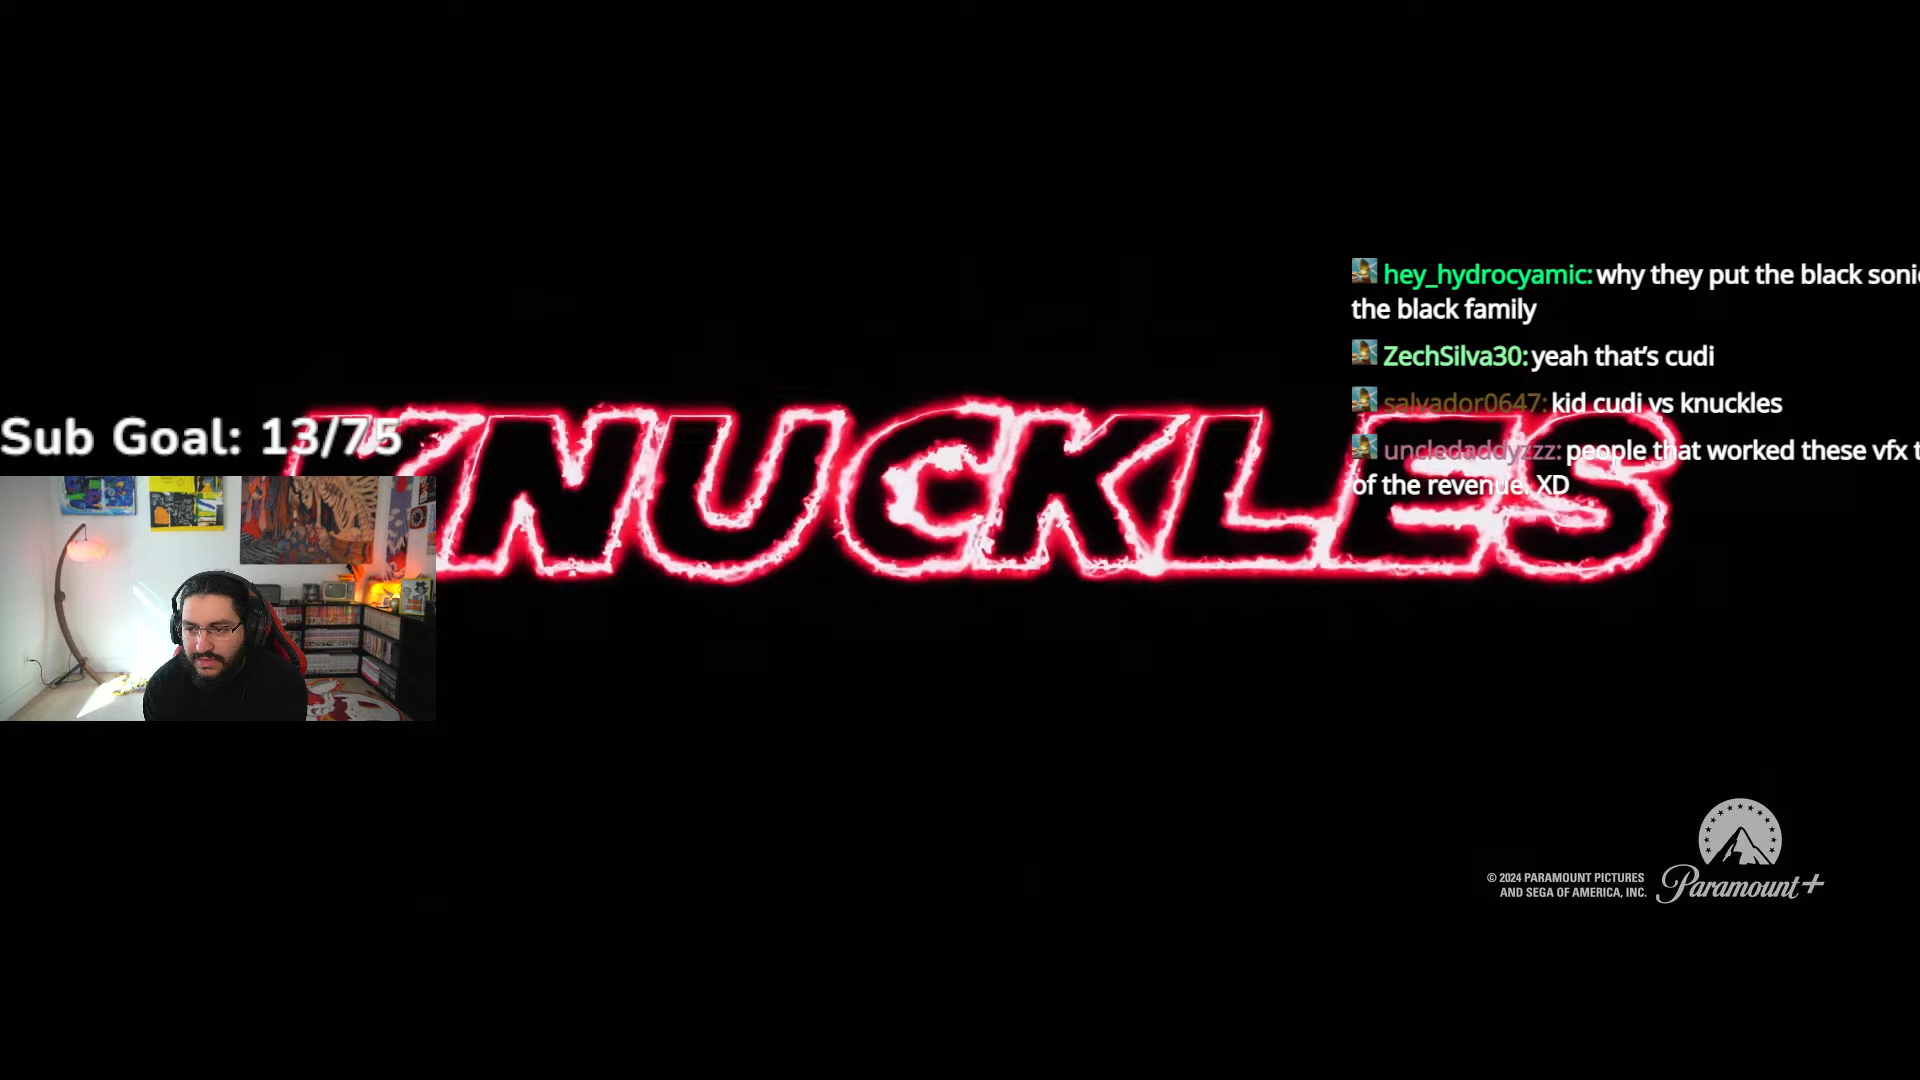 hey_hydrocyamic: why they put the black
the black family
ZechSilva30: yeah that’s cudi
salvador0647: kid cudi vs knuckles
uncledaddyzzz: people that worked these vfx
of the revenue. XD
Sub Goal: 13/75
KNUCKLES
© 2024 PARAMOUNT PICTURES
AND SEGA OF AMERICA, INC.
Paramount+